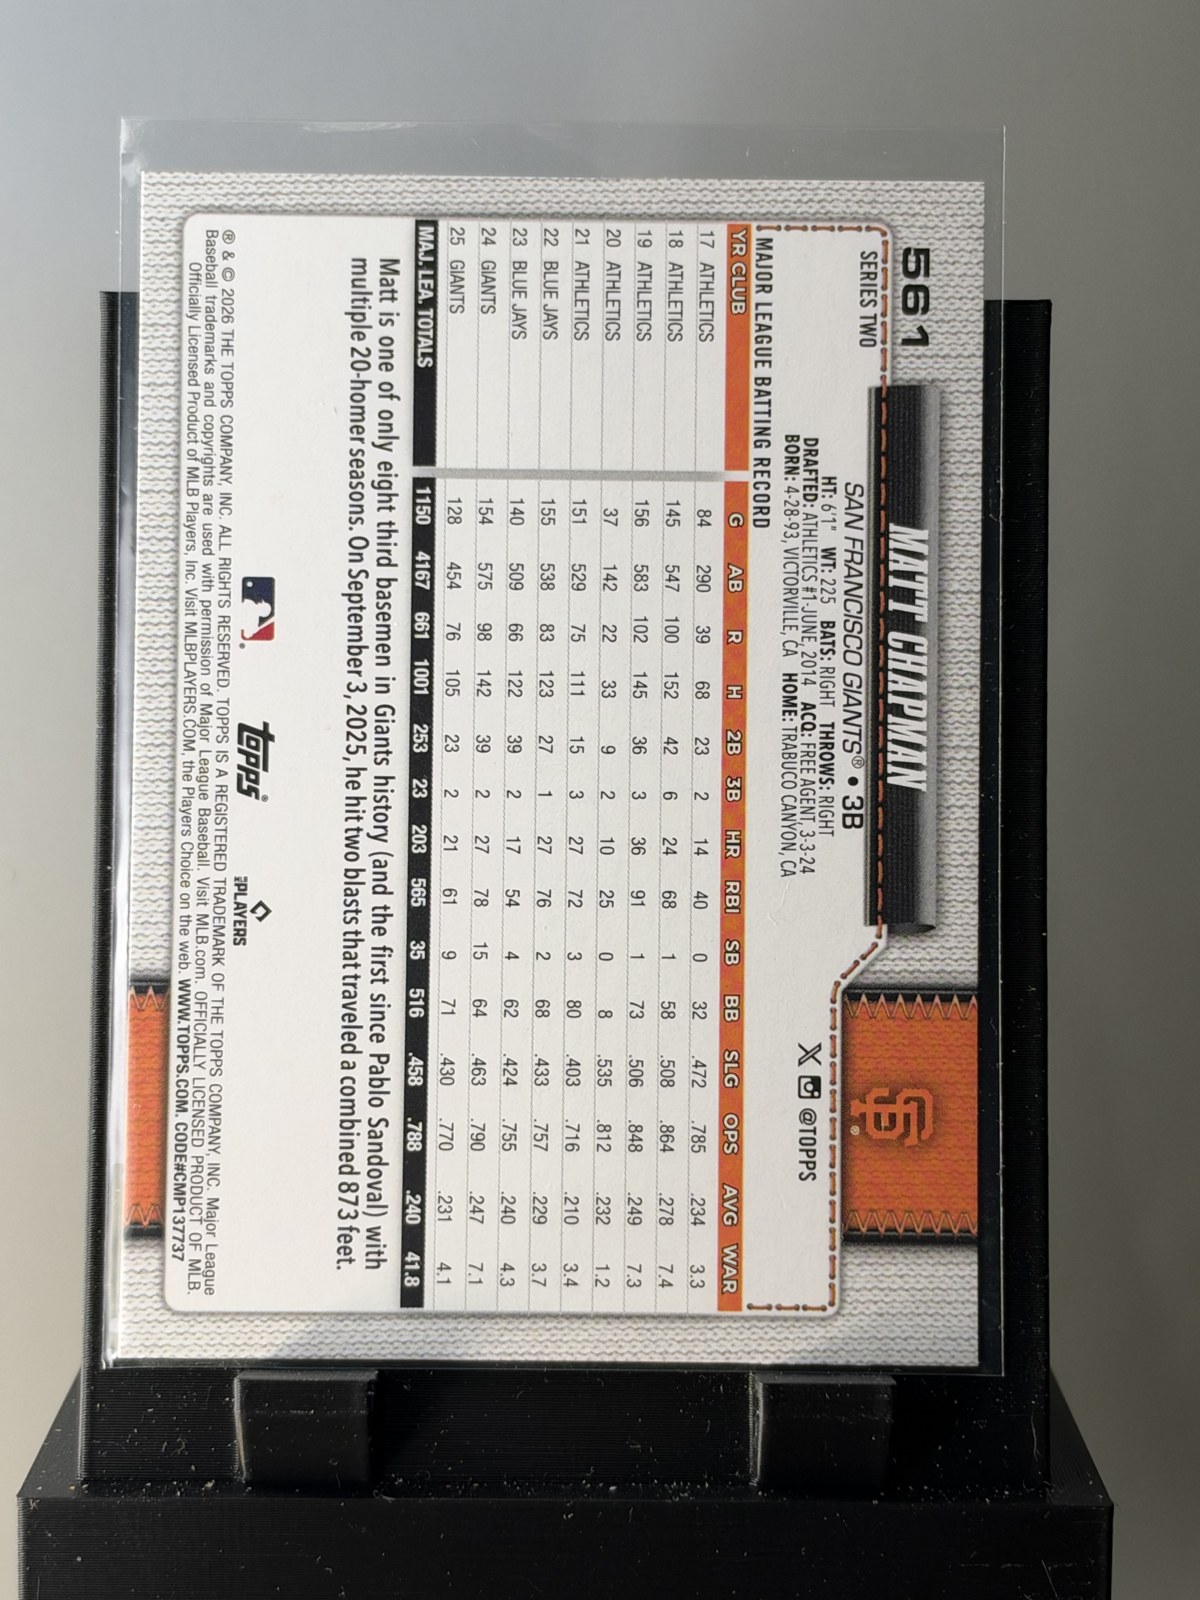 561
SERIES TWO
MATT CHAPMAN
SAN FRANCISCO GIANTS® • 3B
HT: 6'1" WT: 225 BATS: RIGHT THROWS: RIGHT
DRAFTED: ATHLETICS #1-JUNE, 2014 ACQ: FREE AGENT, 3-3-24
BORN: 4-28-93, VICTORVILLE, CA HOME: TRABUCO CANYON, CA
SF®
@TOPPS
MAJOR LEAGUE BATTING RECORD
YR CLUB G AB R H 2B 3B HR RBI SB BB SLG OPS AVG WAR
17 ATHLETICS 84 290 39 68 23 2 14 40 0 32 .472 .785 .234 3.3
18 ATHLETICS 145 547 100 152 42 6 24 68 1 58 .508 .864 .278 7.4
19 ATHLETICS 156 583 102 145 36 3 36 91 1 73 .506 .848 .249 7.3
20 ATHLETICS 37 142 22 33 9 2 10 25 0 8 .535 .812 .232 1.2
21 ATHLETICS 151 529 75 111 15 3 27 72 3 80 .403 .716 .210 3.4
22 BLUE JAYS 155 538 83 123 27 1 27 76 2 68 .433 .757 .229 3.7
23 BLUE JAYS 140 509 66 122 39 2 17 54 4 62 .424 .755 .240 4.3
24 GIANTS 154 575 98 142 39 2 27 78 15 64 .463 .790 .247 7.1
25 GIANTS 128 454 76 105 23 2 21 61 9 71 .430 .770 .231 4.1
MAJ. LEA. TOTALS 1150 4167 661 1001 253 23 203 565 35 516 .458 .788 .240 41.8
Matt is one of only eight third basemen in Giants history (and the first since Pablo Sandoval) with
multiple 20-homer seasons. On September 3, 2025, he hit two blasts that traveled a combined 873 feet.
topps®
PLAYERS
® & © 2026 THE TOPPS COMPANY, INC. ALL RIGHTS RESERVED. TOPPS IS A REGISTERED TRADEMARK OF THE TOPPS COMPANY, INC. Major League
Baseball trademarks and copyrights are used with permission of Major League Baseball. Visit MLB.com. OFFICIALLY LICENSED PRODUCT OF MLB.
Officially Licensed Product of MLB Players, Inc. Visit MLBPLAYERS.COM, the Players Choice on the web. WWW.TOPPS.COM. CODE#CMP137737